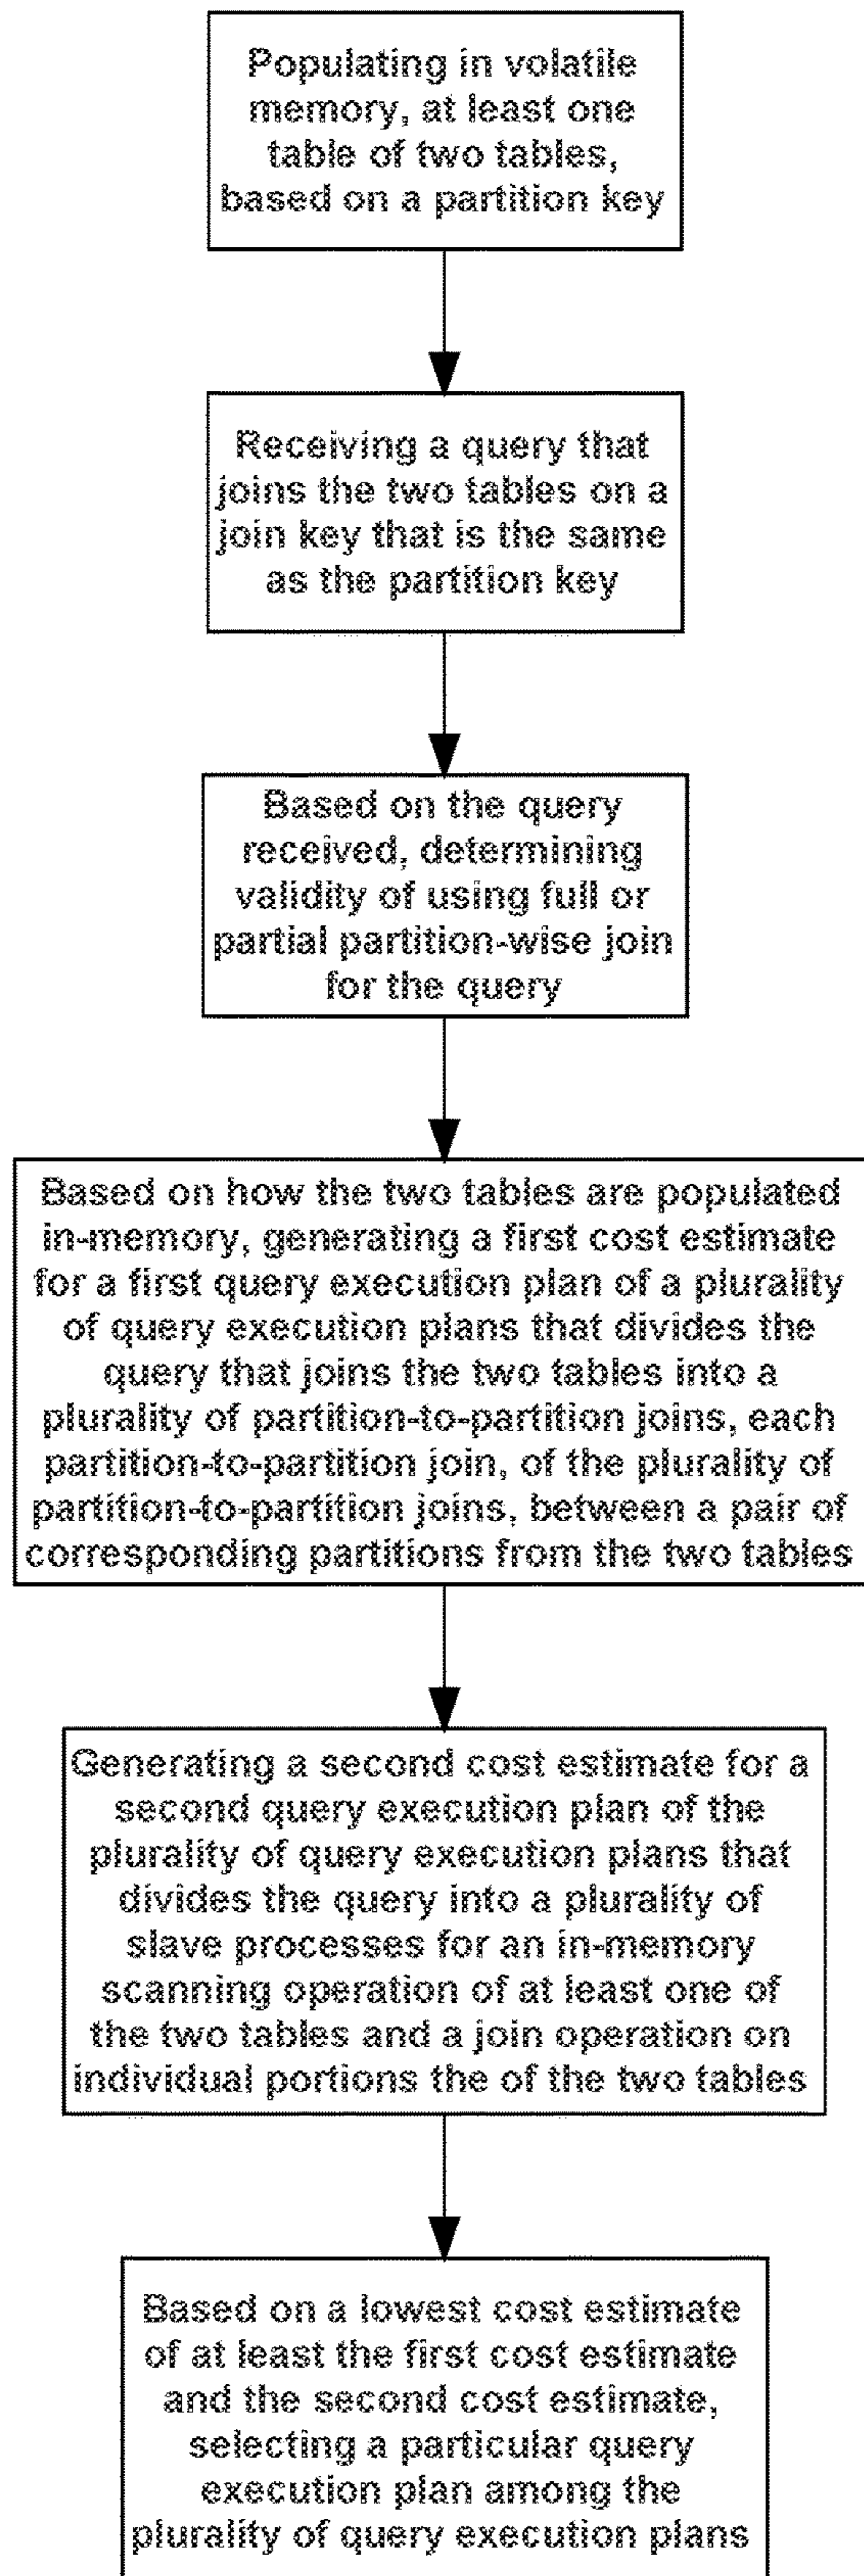 Populating in volatile
memory, at least one
table of two tables,
based on a partition key
Receiving a query that
joins the two tables on a
join key that is the same
as the partition key
Based on the query
received, determining
validity of using full or
partial partition-wise join
for the query
Based on how the two tables are populated
in-memory, generating a first cost estimate
for a first query execution plan of a plurality
of query execution plans that divides the
query that joins the two tables into a
plurality of partition-to-partition joins, each
partition-to-partition join, of the plurality of
partition-to-partition joins, between a pair of
corresponding partitions from the two tables
Generating a second cost estimate for a
second query execution plan of the
plurality of query execution plans that
divides the query into a plurality of
slave processes for an in-memory
scanning operation of at least one of
the two tables and a join operation on
individual portions the of the two tables
Based on a lowest cost estimate
of at least the first cost estimate
and the second cost estimate,
selecting a particular query
execution plan among the
plurality of query execution plans